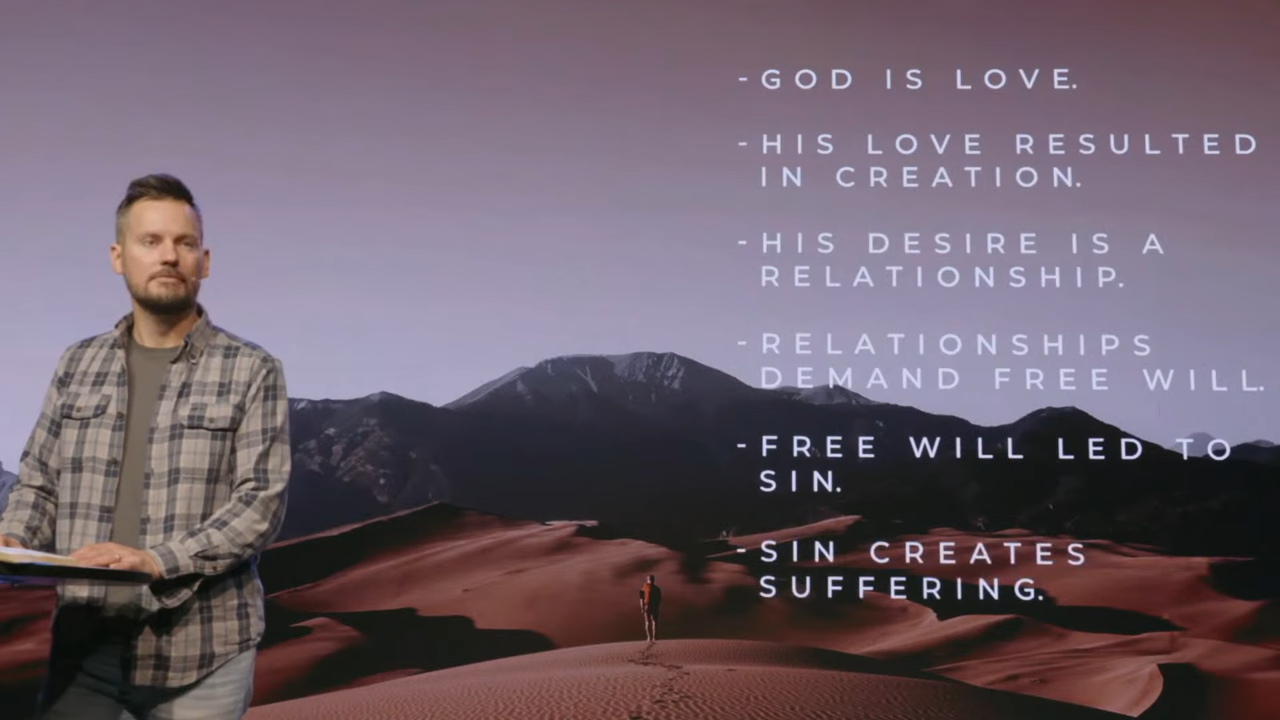 - GOD IS LOVE.
- HIS LOVE RESULTED
IN CREATION.
- HIS DESIRE IS A
RELATIONSHIP.
- RELATIONSHIPS
DEMAND FREE WILL.
- FREE WILL LED TO
SIN.
- SIN CREATES
SUFFERING.